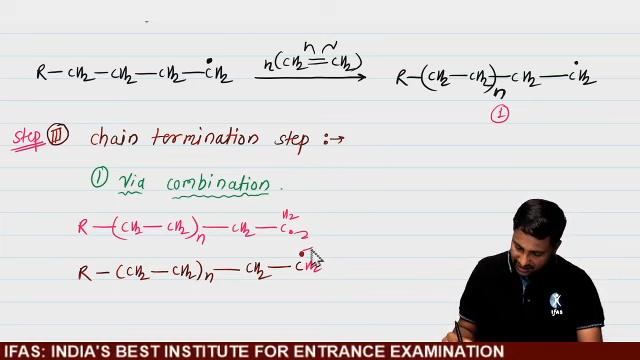 R—CH2—CH2—CH2—ĊH2 n(CH2=CH2) → R—(CH2—CH2)n—CH2—ĊH2
①
Step III chain termination step :→
① via combination.
R—(CH2—CH2)n—CH2—ĊH2
R—(CH2—CH2)n—CH2—ĊH2
ifas
IFAS: INDIA'S BEST INSTITUTE FOR ENTRANCE EXAMINATION